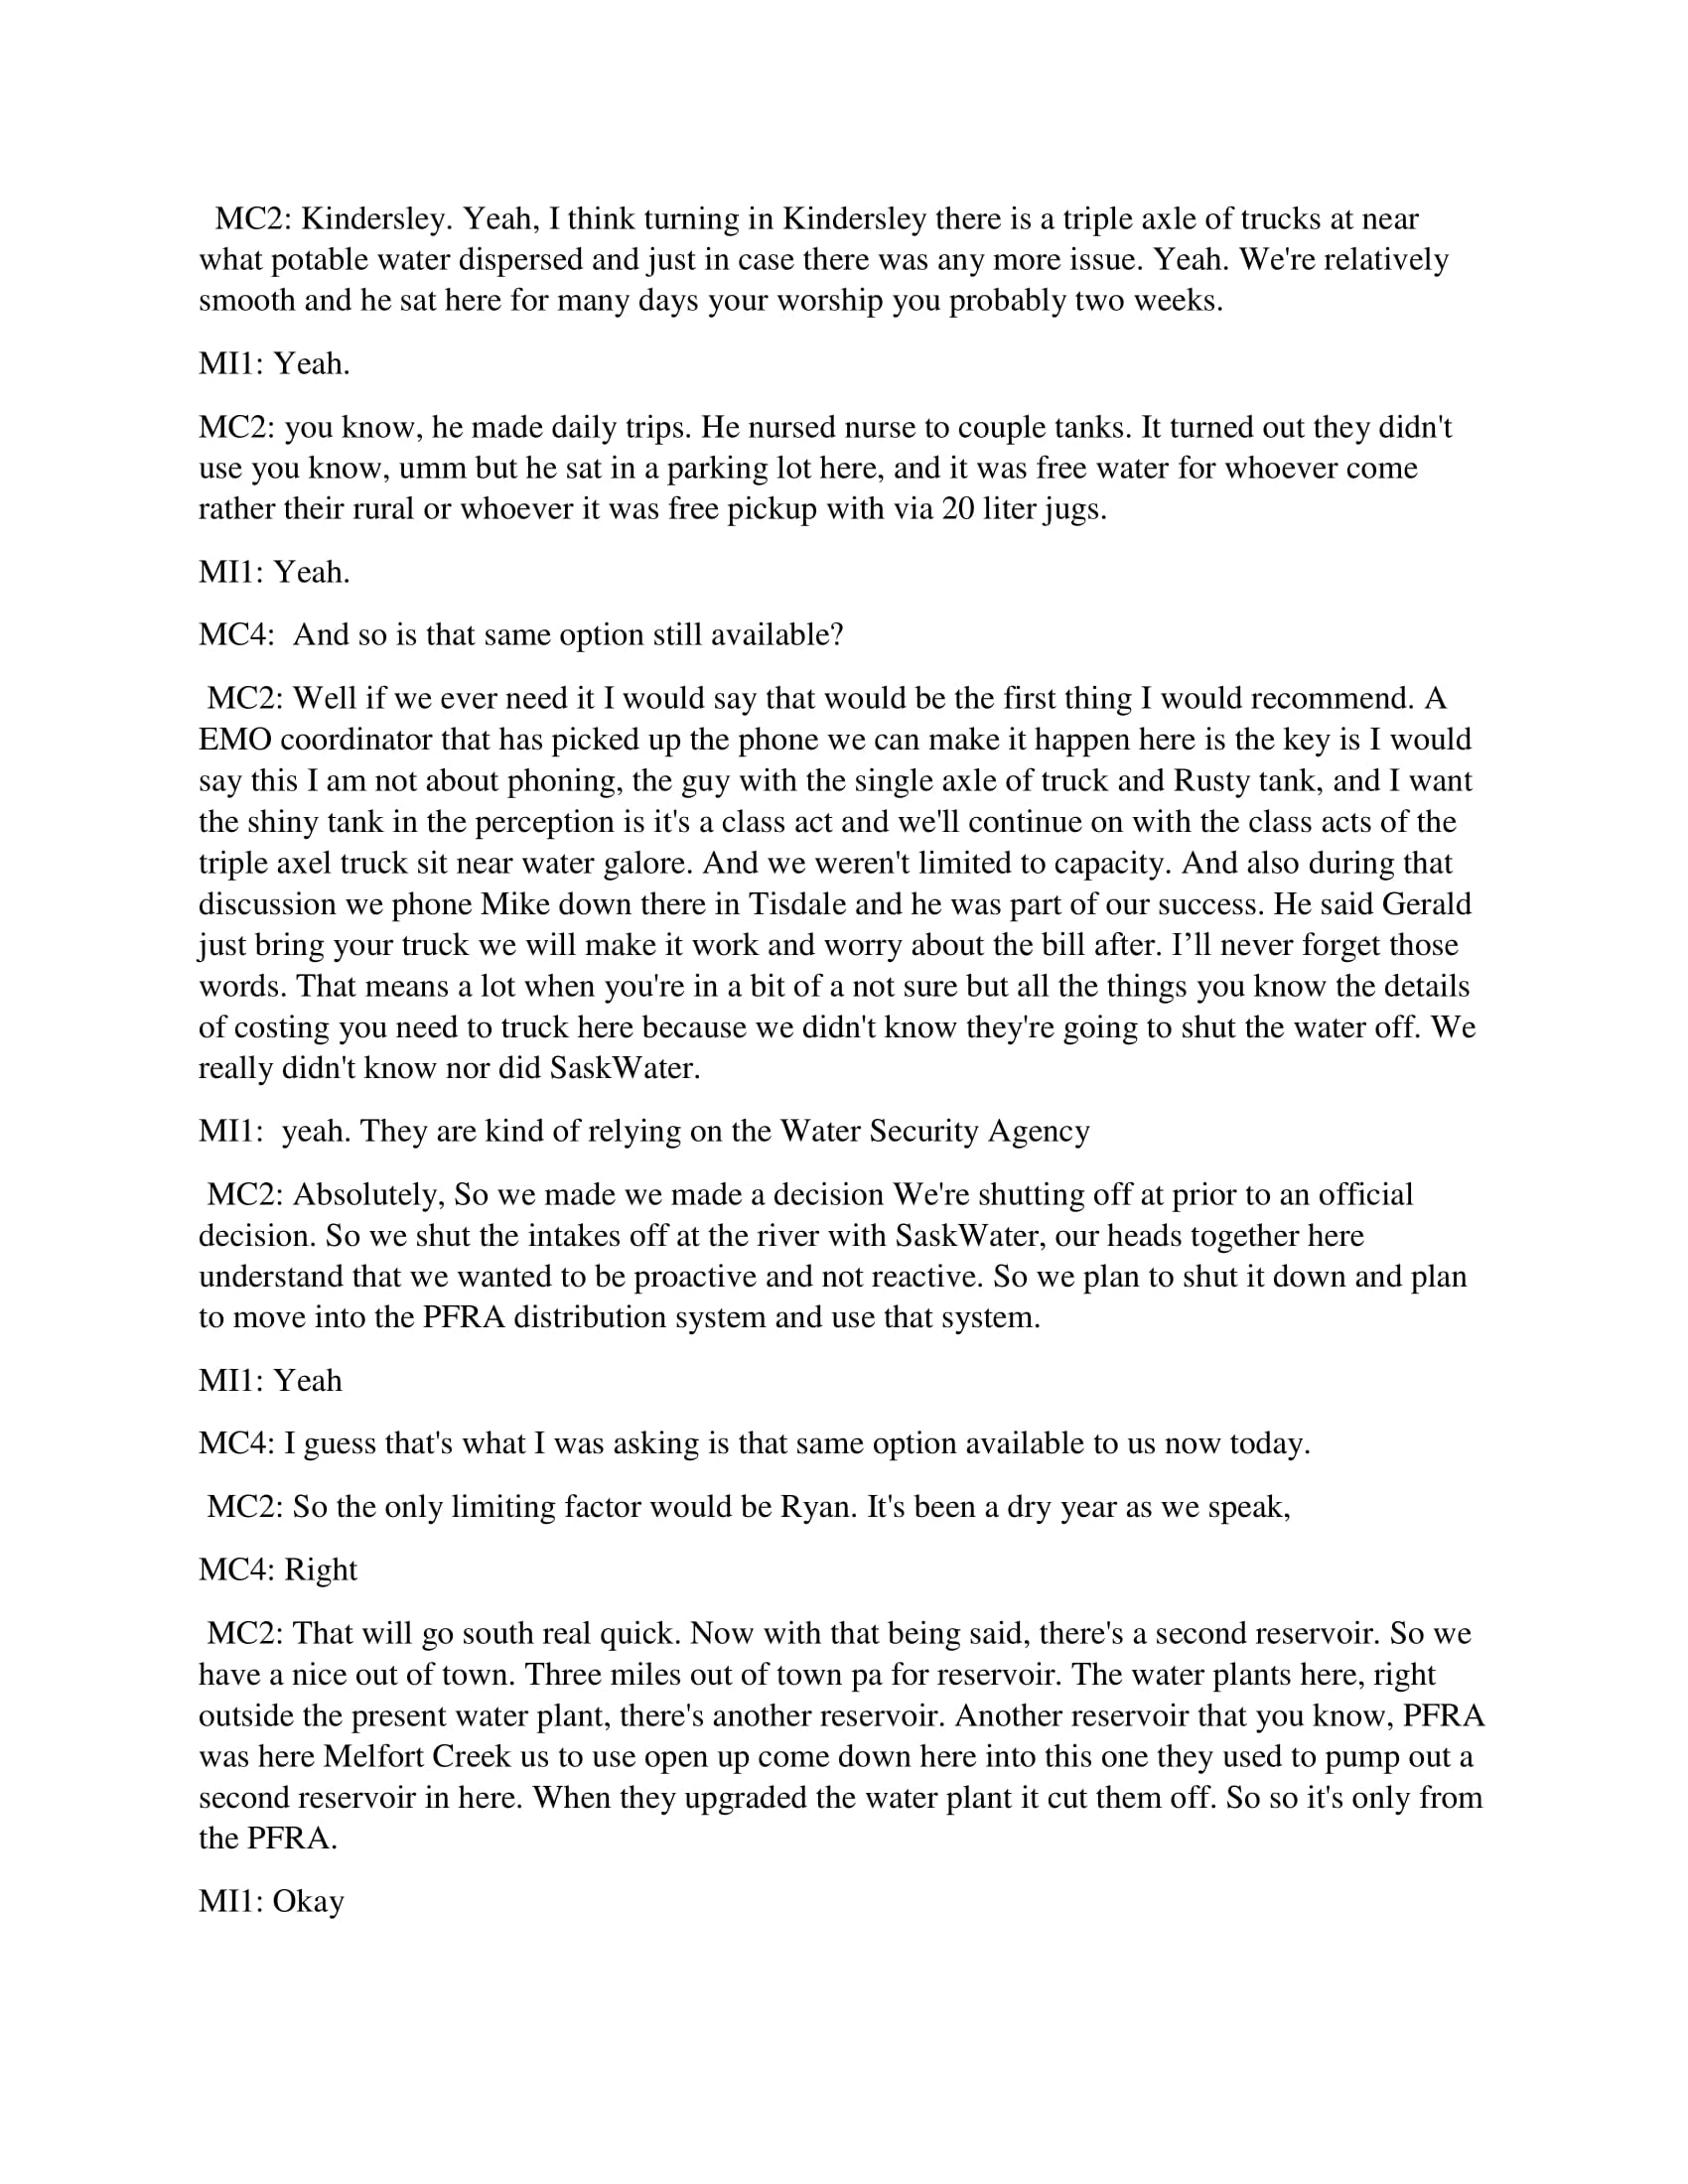 MC2: Kindersley. Yeah, I think turning in Kindersley there is a triple axle of trucks at near
what potable water dispersed and just in case there was any more issue. Yeah. We're relatively
smooth and he sat here for many days your worship you probably two weeks.
MI1: Yeah.
MC2: you know, he made daily trips. He nursed nurse to couple tanks. It turned out they didn't
use you know, umm but he sat in a parking lot here, and it was free water for whoever come
rather their rural or whoever it was free pickup with via 20 liter jugs.
MI1: Yeah.
MC4:  And so is that same option still available?
MC2: Well if we ever need it I would say that would be the first thing I would recommend. A
EMO coordinator that has picked up the phone we can make it happen here is the key is I would
say this I am not about phoning, the guy with the single axle of truck and Rusty tank, and I want
the shiny tank in the perception is it's a class act and we'll continue on with the class acts of the
triple axel truck sit near water galore. And we weren't limited to capacity. And also during that
discussion we phone Mike down there in Tisdale and he was part of our success. He said Gerald
just bring your truck we will make it work and worry about the bill after. I’ll never forget those
words. That means a lot when you're in a bit of a not sure but all the things you know the details
of costing you need to truck here because we didn't know they're going to shut the water off. We
really didn't know nor did SaskWater.
MI1:  yeah. They are kind of relying on the Water Security Agency
MC2: Absolutely, So we made we made a decision We're shutting off at prior to an official
decision. So we shut the intakes off at the river with SaskWater, our heads together here
understand that we wanted to be proactive and not reactive. So we plan to shut it down and plan
to move into the PFRA distribution system and use that system.
MI1: Yeah
MC4: I guess that's what I was asking is that same option available to us now today.
MC2: So the only limiting factor would be Ryan. It's been a dry year as we speak,
MC4: Right
MC2: That will go south real quick. Now with that being said, there's a second reservoir. So we
have a nice out of town. Three miles out of town pa for reservoir. The water plants here, right
outside the present water plant, there's another reservoir. Another reservoir that you know, PFRA
was here Melfort Creek us to use open up come down here into this one they used to pump out a
second reservoir in here. When they upgraded the water plant it cut them off. So so it's only from
the PFRA.
MI1: Okay